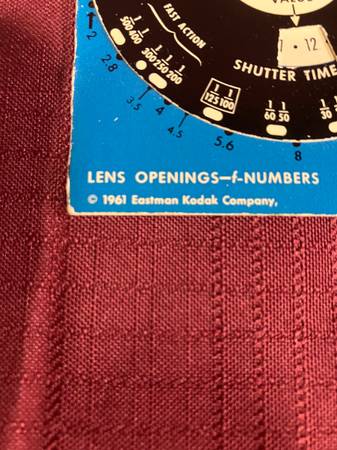 VALUE
12
FAST ACTION
1/500 1/400 1/300 1/250 1/200
SHUTTER TIME
1/125 1/100
1/60 1/50
1/30
2
2.8
3.5
4
4.5
5.6
8
LENS OPENINGS—f-NUMBERS
© 1961 Eastman Kodak Company,